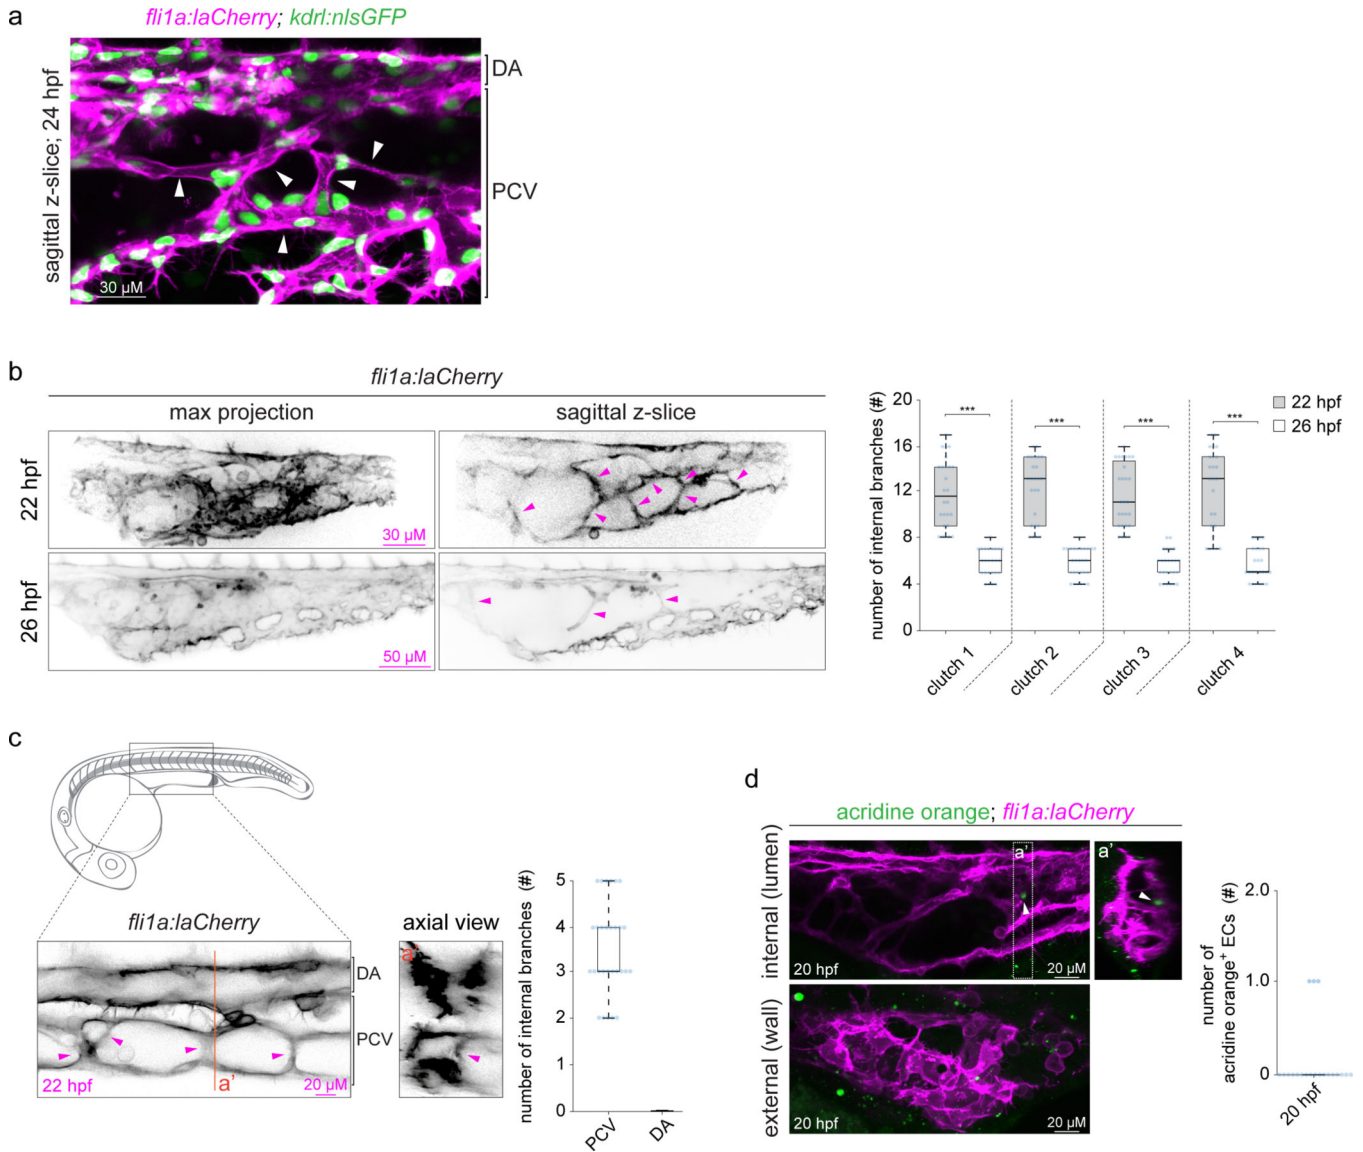 a
fli1a:laCherry; kdrl:nlsGFP
sagittal z-slice; 24 hpf
DA
PCV
30 µM
b
fli1a:laCherry
max projection
sagittal z-slice
22 hpf
30 µM
26 hpf
50 µM
number of internal branches (#)
20
16
12
8
4
0
***
***
***
***
22 hpf
26 hpf
clutch 1
clutch 2
clutch 3
clutch 4
c
fli1a:laCherry
axial view
DA
PCV
22 hpf
a'
20 µM
a'
number of internal branches (#)
5
4
3
2
1
0
PCV
DA
d
acridine orange; fli1a:laCherry
internal (lumen)
a'
a'
20 hpf
20 µM
external (wall)
20 hpf
20 µM
number of
acridine orange+ ECs (#)
2.0
1.0
0
20 hpf